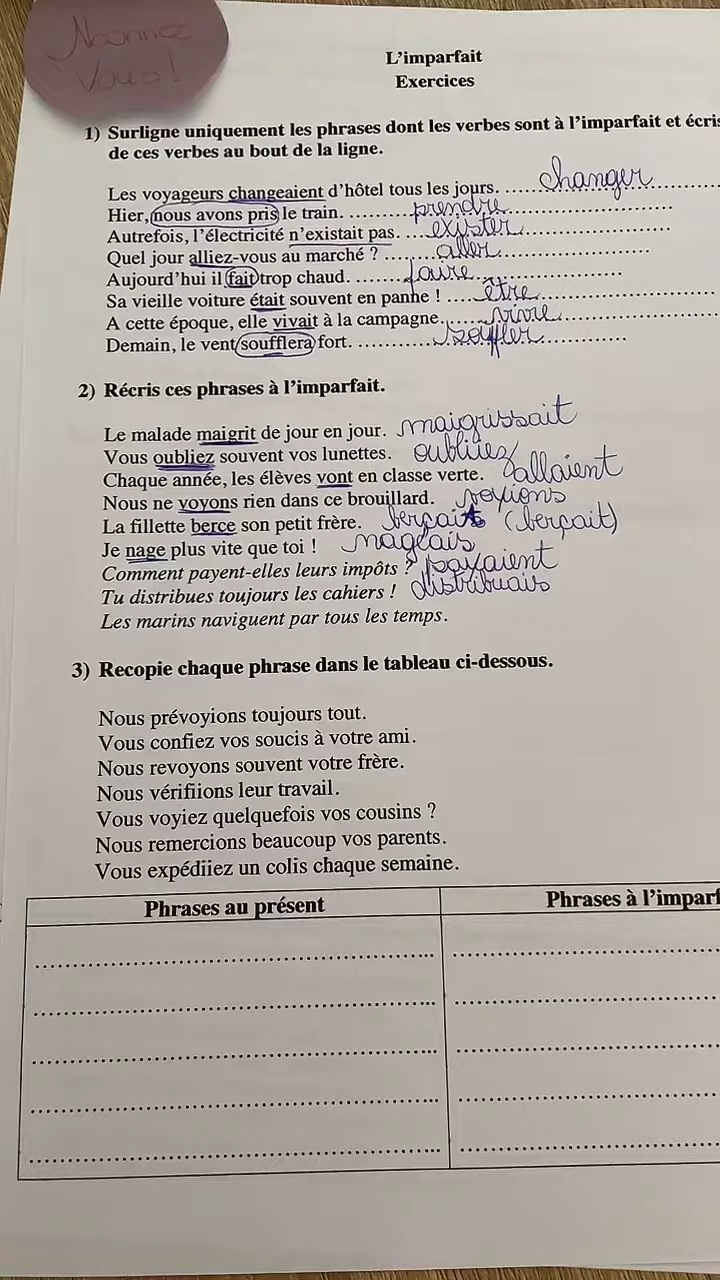 Abonnez
Vous!
L'imparfait
Exercices
1) Surligne uniquement les phrases dont les verbes sont à l'imparfait et écris
de ces verbes au bout de la ligne.
Les voyageurs changeaient d'hôtel tous les jours. ..... changer ..........
Hier, nous avons pris le train. .......... prendre ..........
Autrefois, l'électricité n'existait pas. .... exister ..........
Quel jour alliez-vous au marché ? ........ aller ..........
Aujourd'hui il fait trop chaud. ........ faire ..........
Sa vieille voiture était souvent en panne ! .... être ..........
A cette époque, elle vivait à la campagne ........ vivre ..........
Demain, le vent soufflera fort. .......... souffler ..........
2) Récris ces phrases à l'imparfait.
Le malade maigrit de jour en jour. maigrissait
Vous oubliez souvent vos lunettes. oubliiez
Chaque année, les élèves vont en classe verte. allaient
Nous ne voyons rien dans ce brouillard. voyions
La fillette berce son petit frère. berçait (berçait)
Je nage plus vite que toi ! nageais
Comment payent-elles leurs impôts ? payaient
Tu distribues toujours les cahiers ! distribuais
Les marins naviguent par tous les temps.
3) Recopie chaque phrase dans le tableau ci-dessous.
Nous prévoyions toujours tout.
Vous confiez vos soucis à votre ami.
Nous revoyons souvent votre frère.
Nous vérifiions leur travail.
Vous voyiez quelquefois vos cousins ?
Nous remercions beaucoup vos parents.
Vous expédiiez un colis chaque semaine.
Phrases au présent Phrases à l'imparf